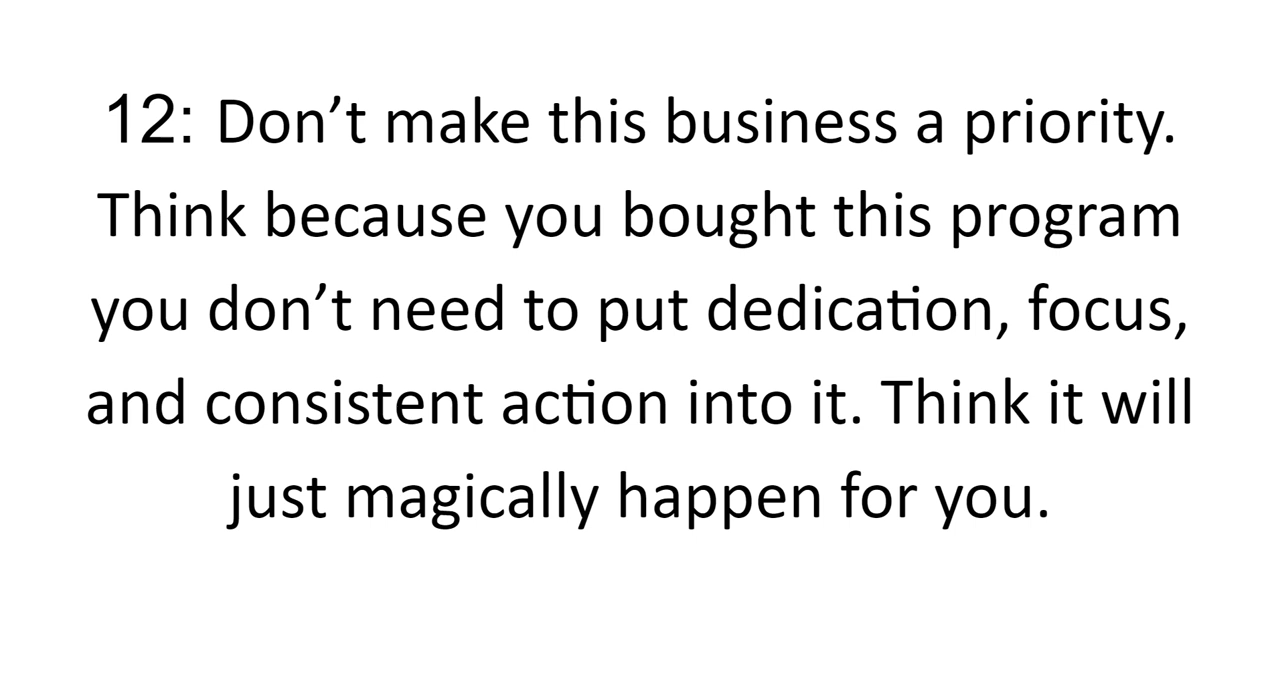 12: Don’t make this business a priority.
Think because you bought this program
you don’t need to put dedication, focus,
and consistent action into it. Think it will
just magically happen for you.